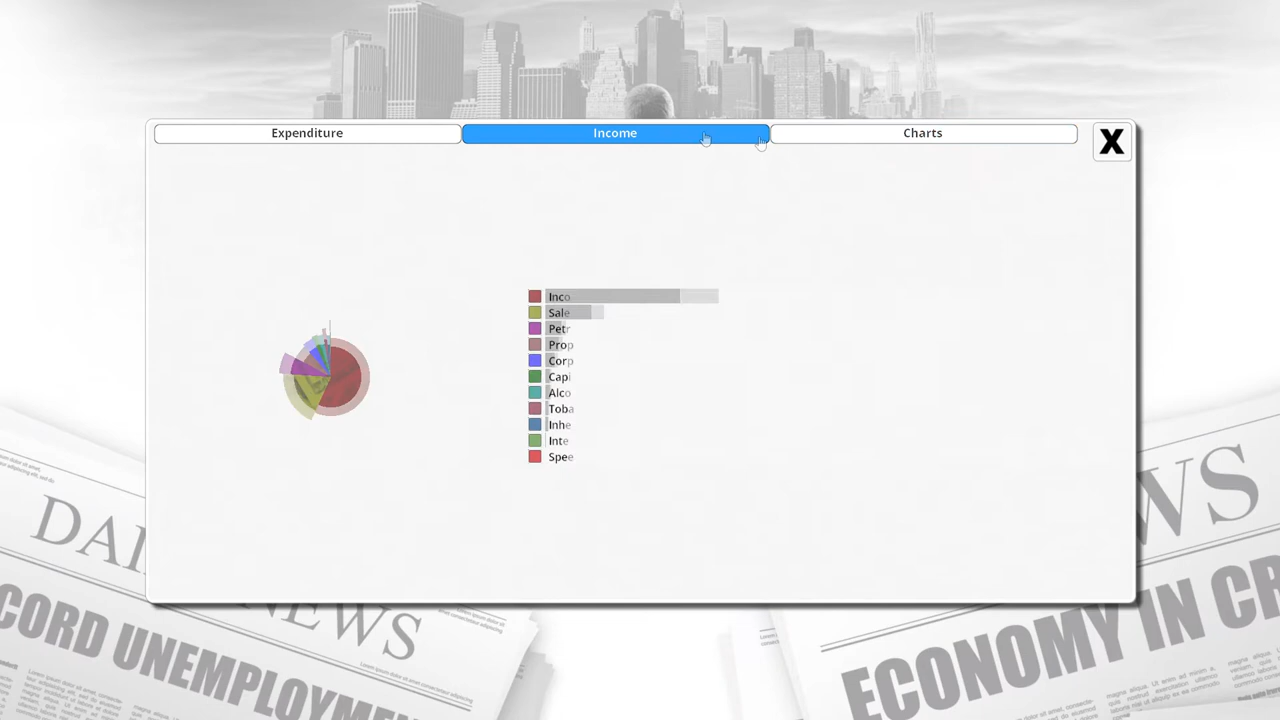 Expenditure
Income
Charts
X
Inco
Sale
Petr
Prop
Corp
Capi
Alco
Toba
Inhe
Inte
Spee
DAI
NEWS
WS
CORD UNEMPLOYME
ECONOMY IN CR